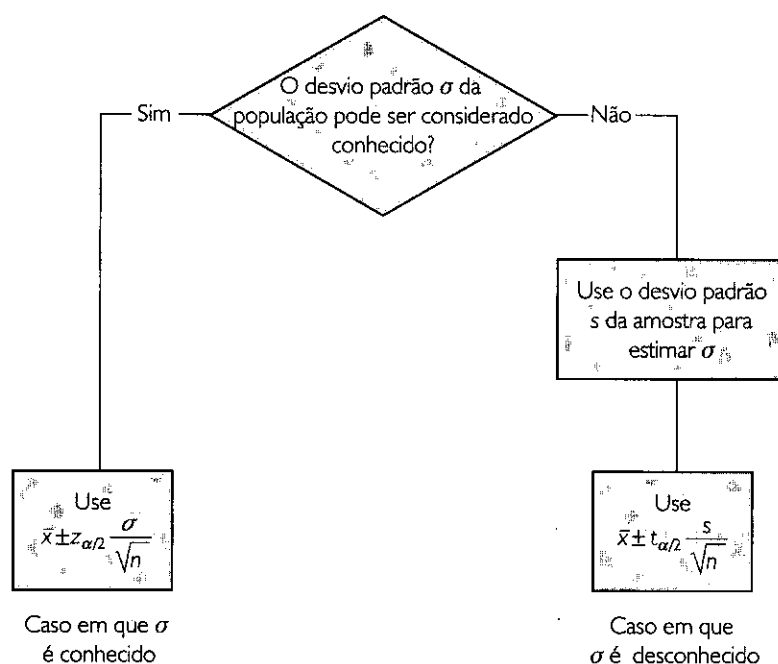 O desvio padrão σ da
população pode ser considerado
conhecido?
Sim
Não
Use o desvio padrão
s da amostra para
estimar σ
Use
x̄ ± z_{α/2} σ/√n
Use
x̄ ± t_{α/2} s/√n
Caso em que σ
é conhecido
Caso em que
σ é desconhecido